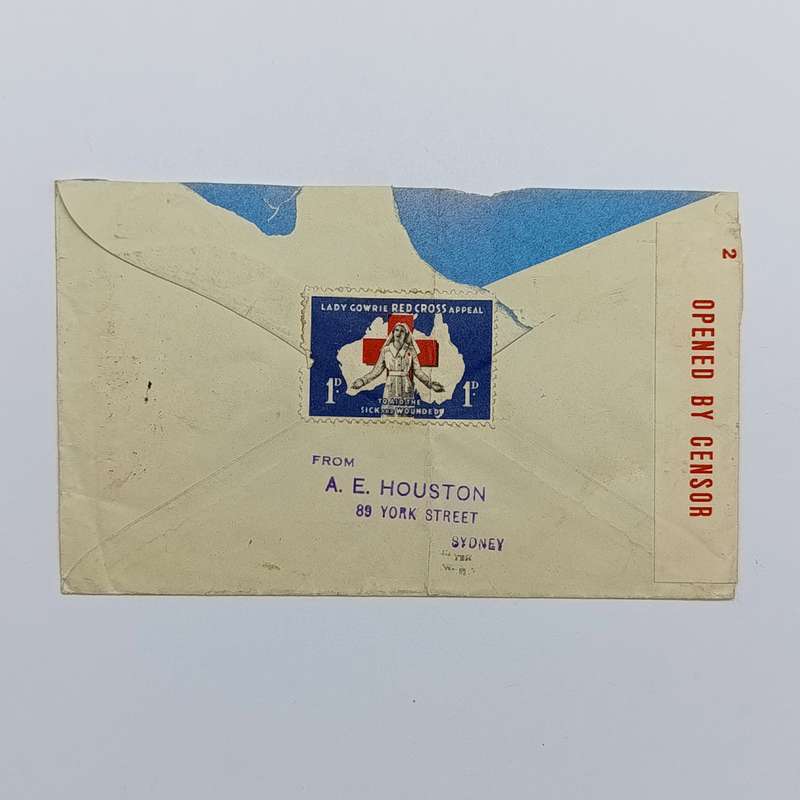 LADY GOWRIE RED CROSS APPEAL
1D. 1D.
TO AID THE
SICK AND WOUNDED
FROM
A. E. HOUSTON
89 YORK STREET
SYDNEY
2
OPENED BY CENSOR